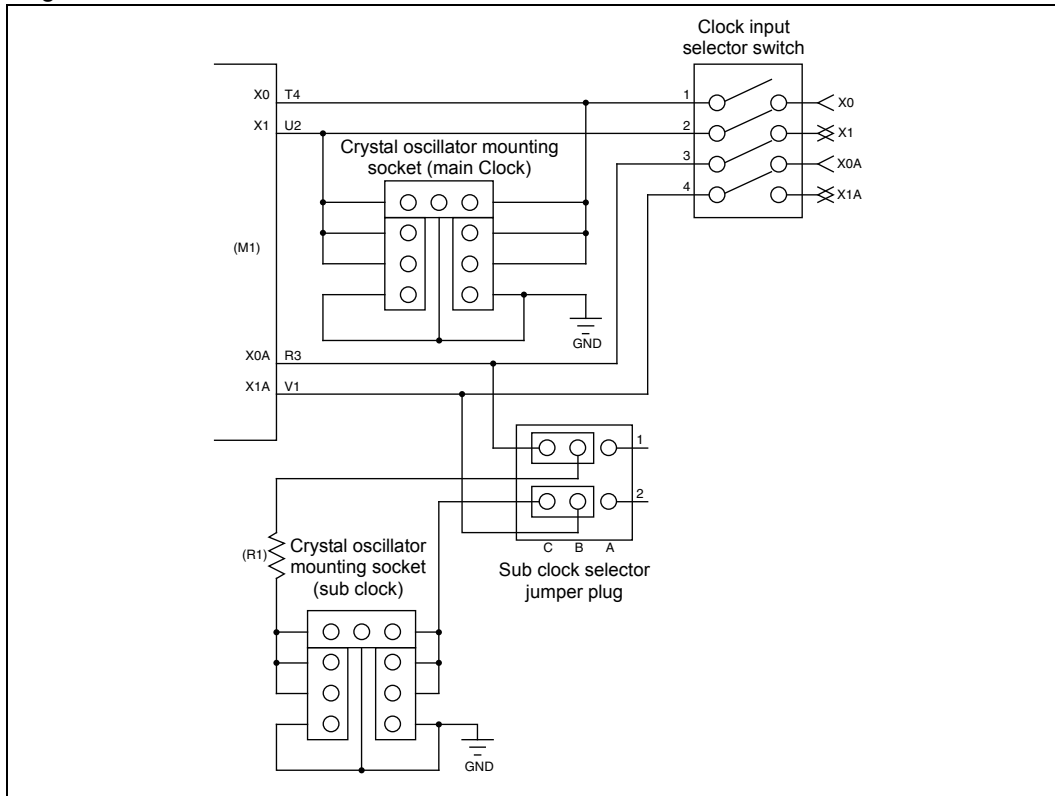 Clock input
selector switch
X0 T4
1
X0
X1 U2
2
X1
Crystal oscillator mounting
socket (main Clock)
3
X0A
4
X1A
(M1)
GND
X0A R3
X1A V1
1
2
C B A
Sub clock selector
jumper plug
(R1)
Crystal oscillator
mounting socket
(sub clock)
GND